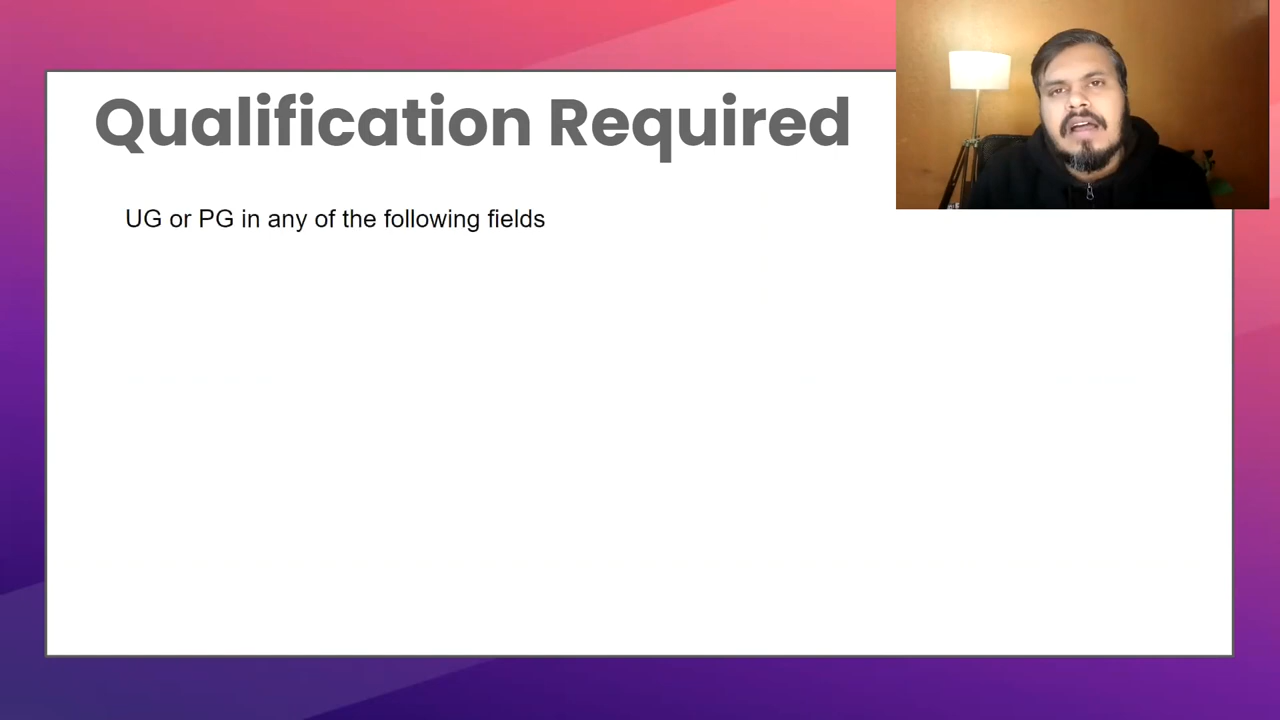 Qualification Required
UG or PG in any of the following fields